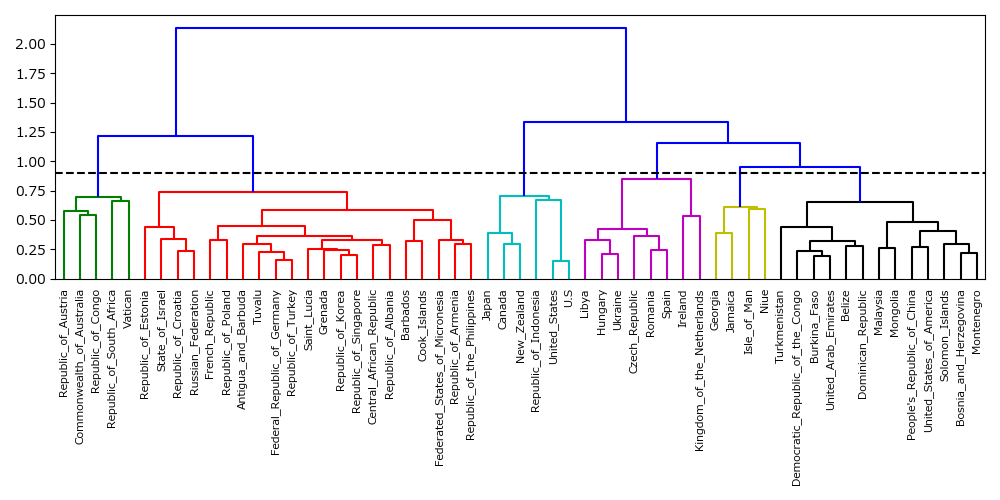 2.00
1.75
1.50
1.25
1.00
0.75
0.50
0.25
0.00
Republic_of_Austria
Commonwealth_of_Australia
Republic_of_Congo
Republic_of_South_Africa
Vatican
Republic_of_Estonia
State_of_Israel
Republic_of_Croatia
Russian_Federation
French_Republic
Republic_of_Poland
Antigua_and_Barbuda
Tuvalu
Federal_Republic_of_Germany
Republic_of_Turkey
Saint_Lucia
Grenada
Republic_of_Korea
Republic_of_Singapore
Central_African_Republic
Republic_of_Albania
Barbados
Cook_Islands
Federated_States_of_Micronesia
Republic_of_Armenia
Republic_of_the_Philippines
Japan
Canada
New_Zealand
Republic_of_Indonesia
United_States
U.S
Libya
Hungary
Ukraine
Czech_Republic
Romania
Spain
Ireland
Kingdom_of_the_Netherlands
Georgia
Jamaica
Isle_of_Man
Niue
Turkmenistan
Democratic_Republic_of_the_Congo
Burkina_Faso
United_Arab_Emirates
Belize
Dominican_Republic
Malaysia
Mongolia
People's_Republic_of_China
United_States_of_America
Solomon_Islands
Bosnia_and_Herzegovina
Montenegro